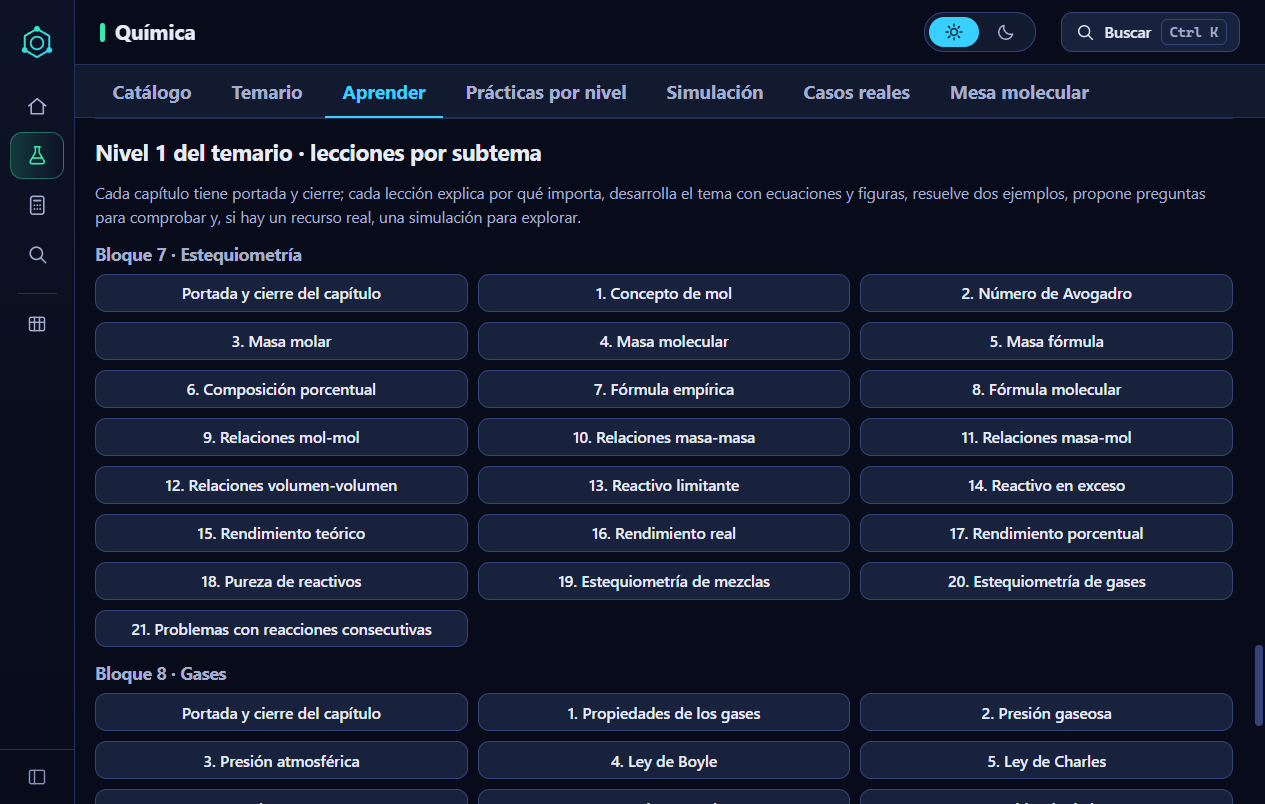 Química
Buscar Ctrl K
Catálogo Temario Aprender Prácticas por nivel Simulación Casos reales Mesa molecular
Nivel 1 del temario · lecciones por subtema
Cada capítulo tiene portada y cierre; cada lección explica por qué importa, desarrolla el tema con ecuaciones y figuras, resuelve dos ejemplos, propone preguntas
para comprobar y, si hay un recurso real, una simulación para explorar.
Bloque 7 · Estequiometría
Portada y cierre del capítulo
1. Concepto de mol
2. Número de Avogadro
3. Masa molar
4. Masa molecular
5. Masa fórmula
6. Composición porcentual
7. Fórmula empírica
8. Fórmula molecular
9. Relaciones mol-mol
10. Relaciones masa-masa
11. Relaciones masa-mol
12. Relaciones volumen-volumen
13. Reactivo limitante
14. Reactivo en exceso
15. Rendimiento teórico
16. Rendimiento real
17. Rendimiento porcentual
18. Pureza de reactivos
19. Estequiometría de mezclas
20. Estequiometría de gases
21. Problemas con reacciones consecutivas
Bloque 8 · Gases
Portada y cierre del capítulo
1. Propiedades de los gases
2. Presión gaseosa
3. Presión atmosférica
4. Ley de Boyle
5. Ley de Charles